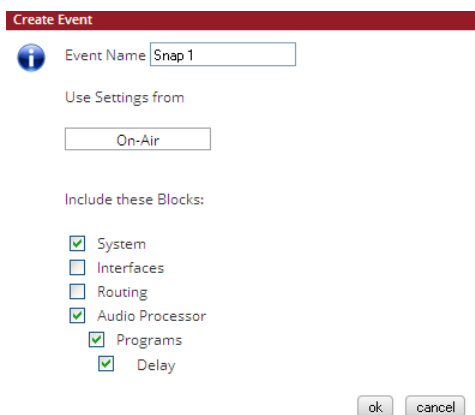 Create Event
Event Name Snap 1
Use Settings from
On-Air
Include these Blocks:
System
Interfaces
Routing
Audio Processor
Programs
Delay
ok cancel